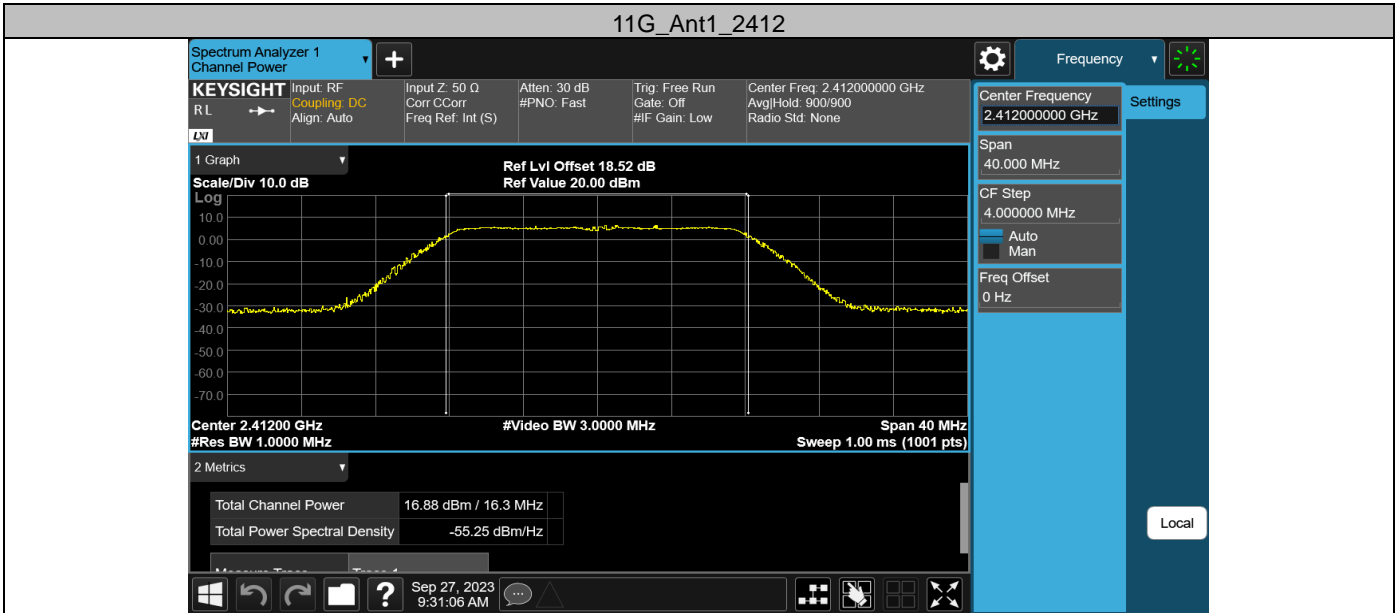 11G_Ant1_2412
Spectrum Analyzer 1
Channel Power
+
Frequency
KEYSIGHT
R L
LXI
Input: RF
Coupling: DC
Align: Auto
Input Z: 50 Ω
Corr CCorr
Freq Ref: Int (S)
Atten: 30 dB
#PNO: Fast
Trig: Free Run
Gate: Off
#IF Gain: Low
Center Freq: 2.412000000 GHz
Avg|Hold: 900/900
Radio Std: None
Center Frequency
2.412000000 GHz
Settings
Span
40.000 MHz
CF Step
4.000000 MHz
Auto
Man
Freq Offset
0 Hz
Local
1 Graph
Scale/Div 10.0 dB
Ref Lvl Offset 18.52 dB
Ref Value 20.00 dBm
Log
10.0
0.00
-10.0
-20.0
-30.0
-40.0
-50.0
-60.0
-70.0
Center 2.41200 GHz
#Video BW 3.0000 MHz
Span 40 MHz
#Res BW 1.0000 MHz
Sweep 1.00 ms (1001 pts)
2 Metrics
Total Channel Power 16.88 dBm / 16.3 MHz
Total Power Spectral Density -55.25 dBm/Hz
Measure Trace Trace 1
?
Sep 27, 2023
9:31:06 AM